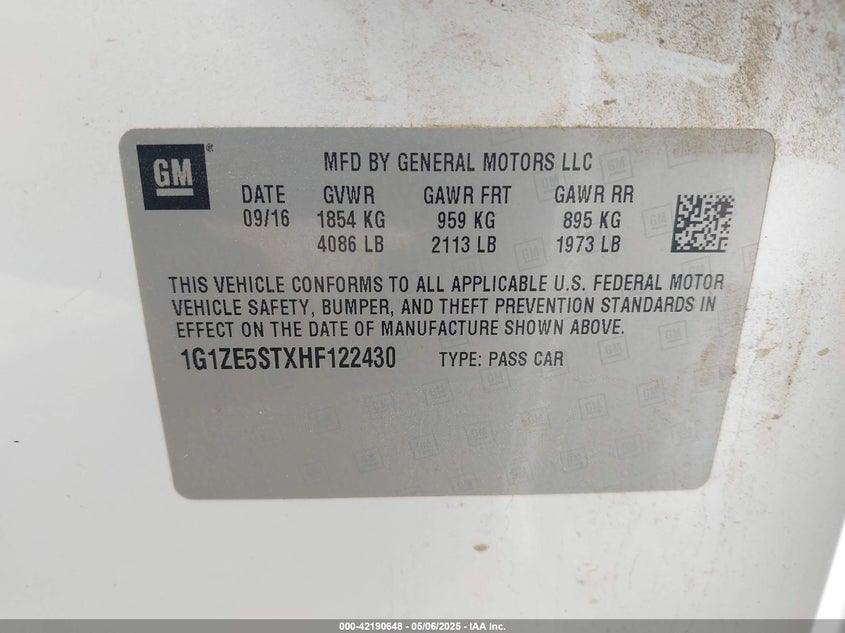 GM®
MFD BY GENERAL MOTORS LLC
DATE GVWR GAWR FRT GAWR RR
09/16 1854 KG 959 KG 895 KG
4086 LB 2113 LB 1973 LB
THIS VEHICLE CONFORMS TO ALL APPLICABLE U.S. FEDERAL MOTOR
VEHICLE SAFETY, BUMPER, AND THEFT PREVENTION STANDARDS IN
EFFECT ON THE DATE OF MANUFACTURE SHOWN ABOVE.
1G1ZE5STXHF122430 TYPE: PASS CAR
000-42190648 - 05/06/2025 - IAA Inc.